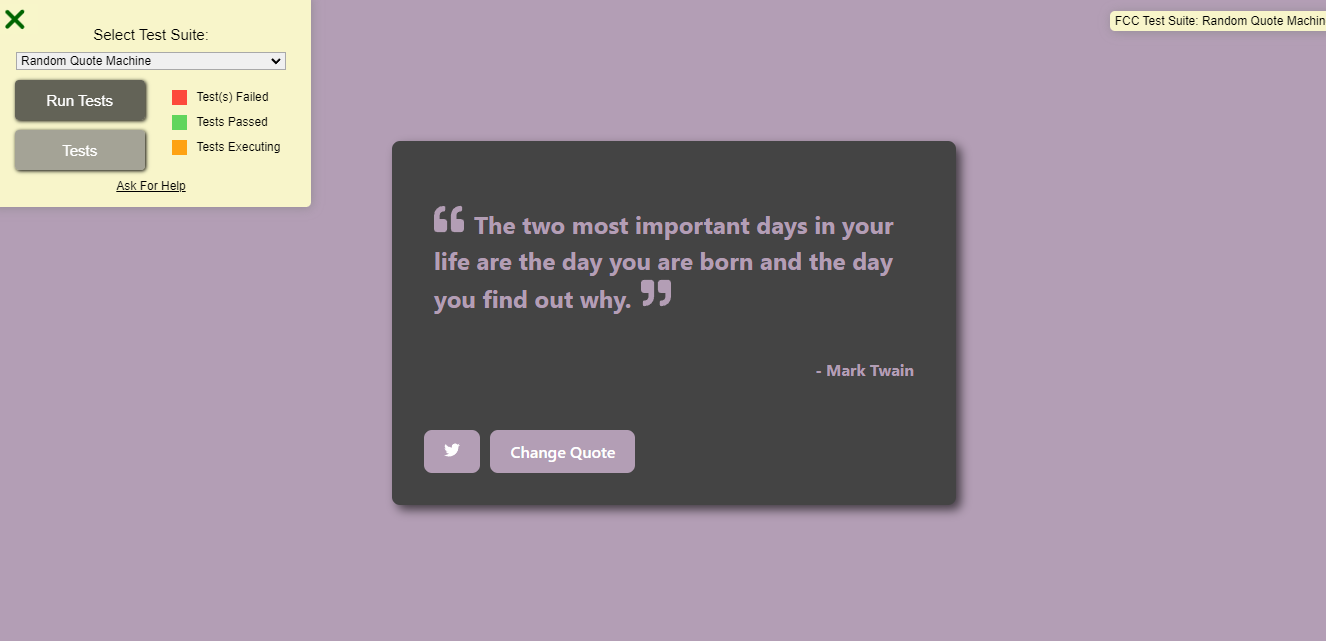 Select Test Suite:
Random Quote Machine
Run Tests
Tests
Test(s) Failed
Tests Passed
Tests Executing
Ask For Help
FCC Test Suite: Random Quote Machin
“ The two most important days in your
life are the day you are born and the day
you find out why. ”
- Mark Twain
Change Quote